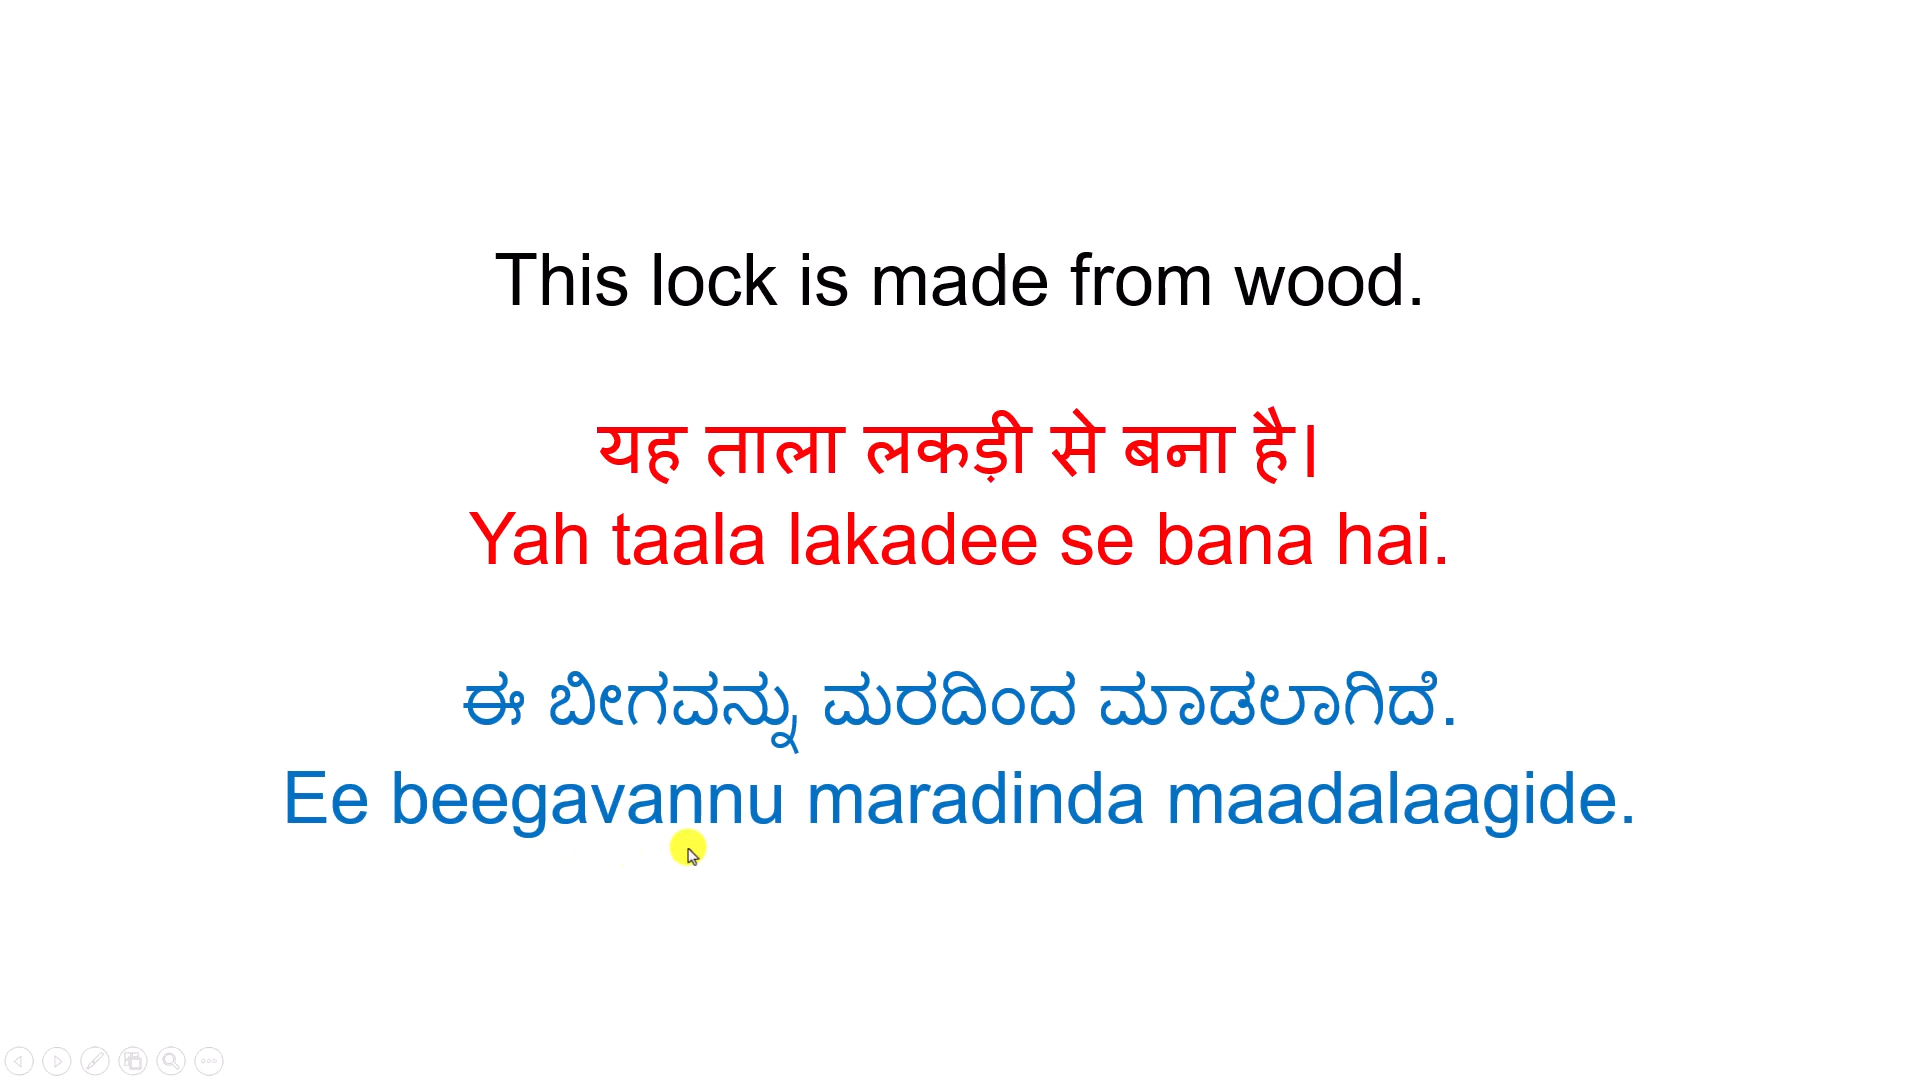 This lock is made from wood.
यह ताला लकड़ी से बना है।
Yah taala lakadee se bana hai.
ಈ ಬೀಗವನ್ನು ಮರದಿಂದ ಮಾಡಲಾಗಿದೆ.
Ee beegavannu maradinda maadalaagide.